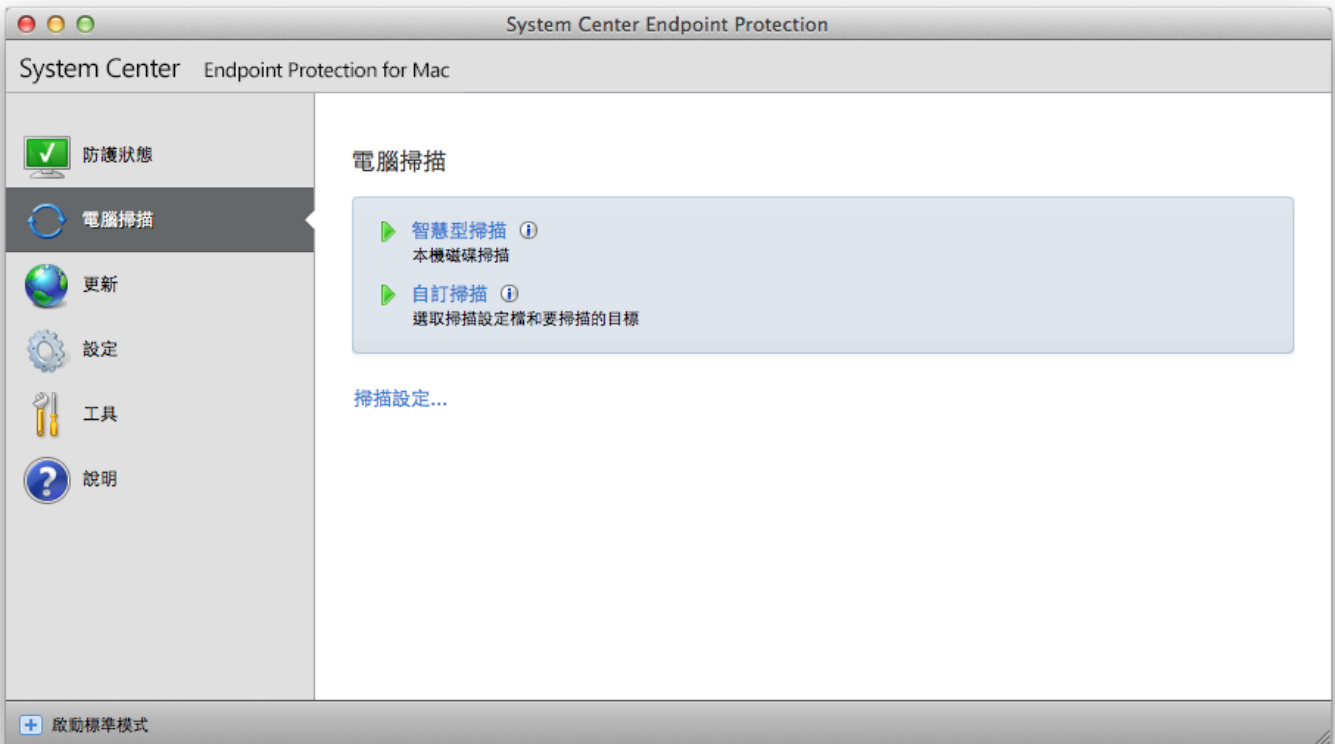 System Center Endpoint Protection
System Center Endpoint Protection for Mac
防護狀態
電腦掃描
更新
設定
工具
說明
電腦掃描
智慧型掃描
本機磁碟掃描
自訂掃描
選取掃描設定檔和要掃描的目標
掃描設定...
啟動標準模式